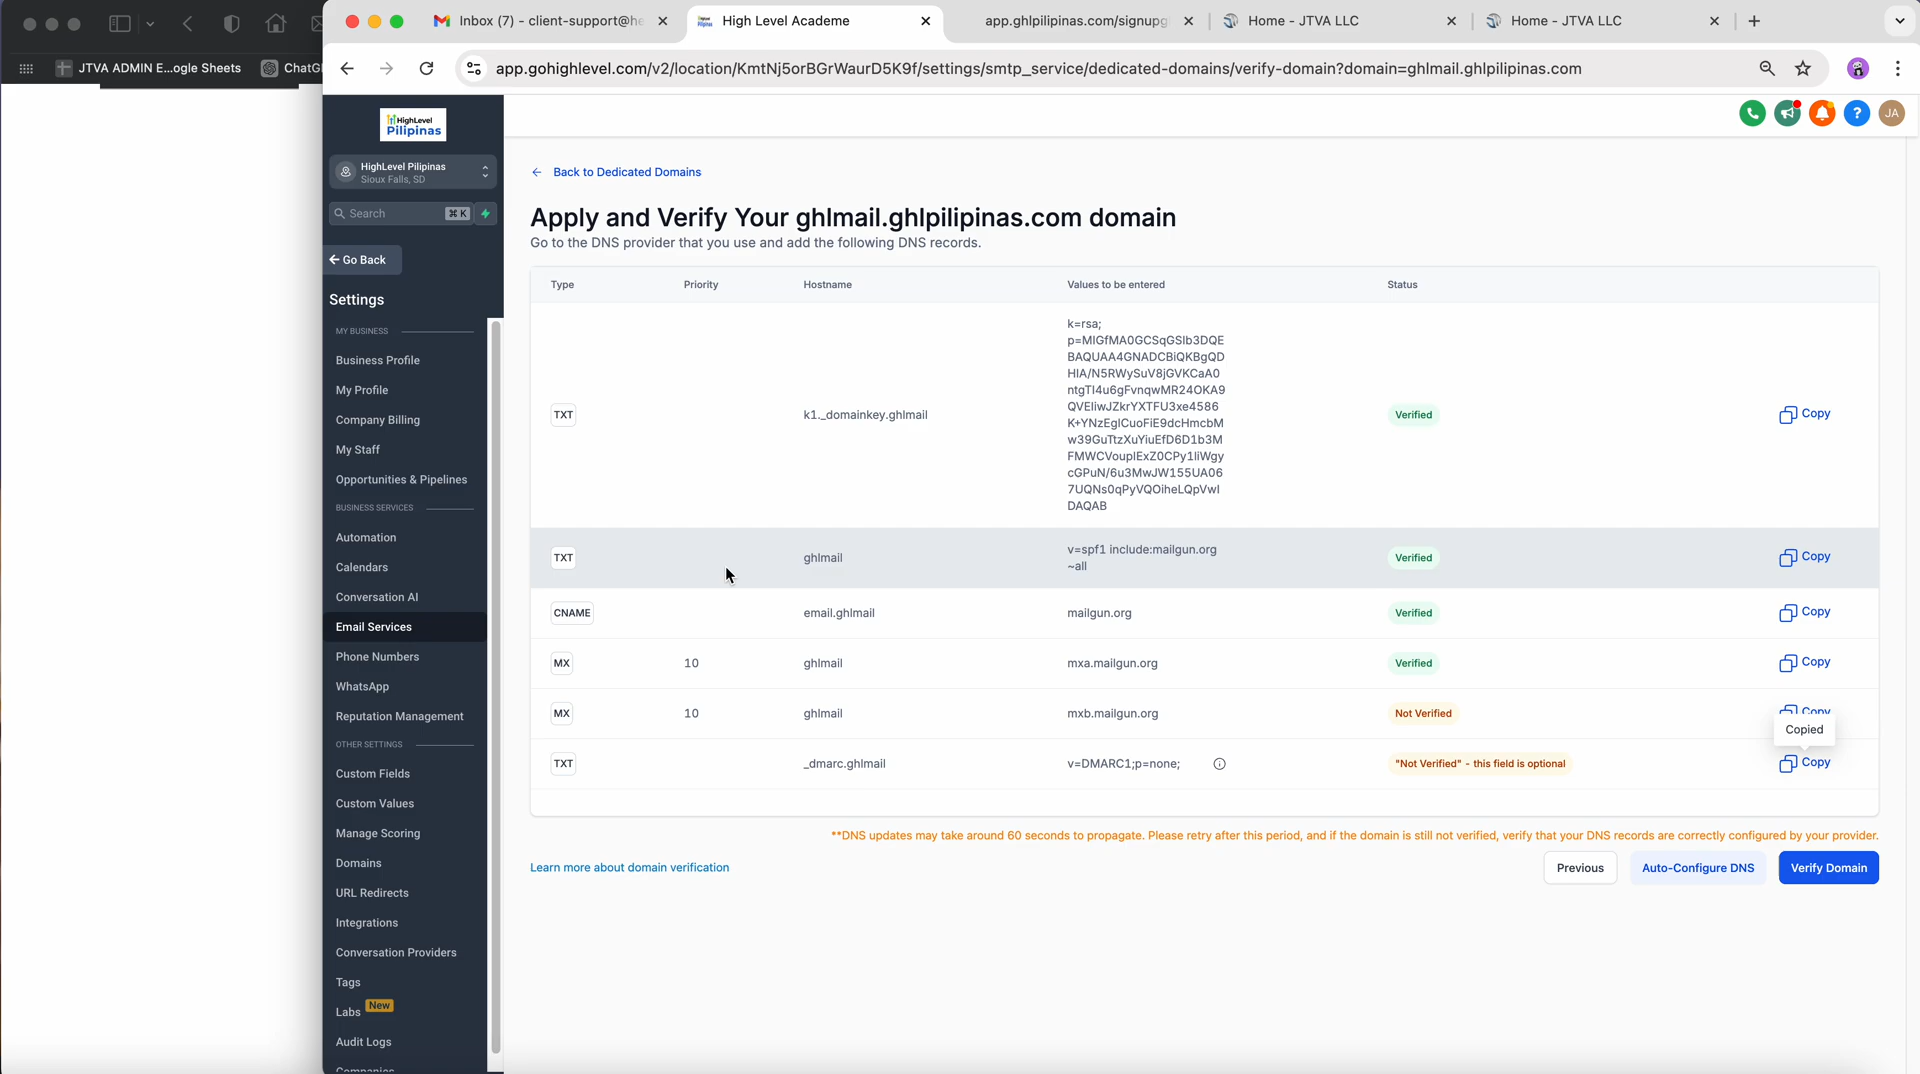 Inbox (7) - client-support@he
High Level Academe
app.ghlpilipinas.com/signupg
Home - JTVA LLC
Home - JTVA LLC
JTVA ADMIN E...ogle Sheets
ChatG
app.gohighlevel.com/v2/location/KmtNj5orBGrWaurD5K9f/settings/smtp_service/dedicated-domains/verify-domain?domain=ghlmail.ghlpilipinas.com
HighLevel
Pilipinas
JA
HighLevel Pilipinas
Sioux Falls, SD
Search
⌘ K
Go Back
Settings
MY BUSINESS
Business Profile
My Profile
Company Billing
My Staff
Opportunities & Pipelines
BUSINESS SERVICES
Automation
Calendars
Conversation AI
Email Services
Phone Numbers
WhatsApp
Reputation Management
OTHER SETTINGS
Custom Fields
Custom Values
Manage Scoring
Domains
URL Redirects
Integrations
Conversation Providers
Tags
Labs New
Audit Logs
Companies
Back to Dedicated Domains
Apply and Verify Your ghlmail.ghlpilipinas.com domain
Go to the DNS provider that you use and add the following DNS records.
Type Priority Hostname Values to be entered Status
k=rsa;
p=MIGfMA0GCSqGSIb3DQE
BAQUAA4GNADCBiQKBgQD
HIA/N5RWySuV8jGVKCaA0
ntgTI4u6gFvnqwMR24OKA9
QVEliwJZkrYXTFU3xe4586
K+YNzEglCuoFiE9dcHmcbM
w39GuTtzXuYiuEfD6D1b3M
FMWCVouplExZ0CPy1liWgy
cGPuN/6u3MwJW155UA06
7UQNs0qPyVQOiheLQpVwI
DAQAB
TXT k1._domainkey.ghlmail Verified Copy
TXT ghlmail v=spf1 include:mailgun.org
~all Verified Copy
CNAME email.ghlmail mailgun.org Verified Copy
MX 10 ghlmail mxa.mailgun.org Verified Copy
MX 10 ghlmail mxb.mailgun.org Not Verified Copy
Copied
TXT _dmarc.ghlmail v=DMARC1;p=none; "Not Verified" - this field is optional Copy
**DNS updates may take around 60 seconds to propagate. Please retry after this period, and if the domain is still not verified, verify that your DNS records are correctly configured by your provider.
Learn more about domain verification
Previous
Auto-Configure DNS
Verify Domain